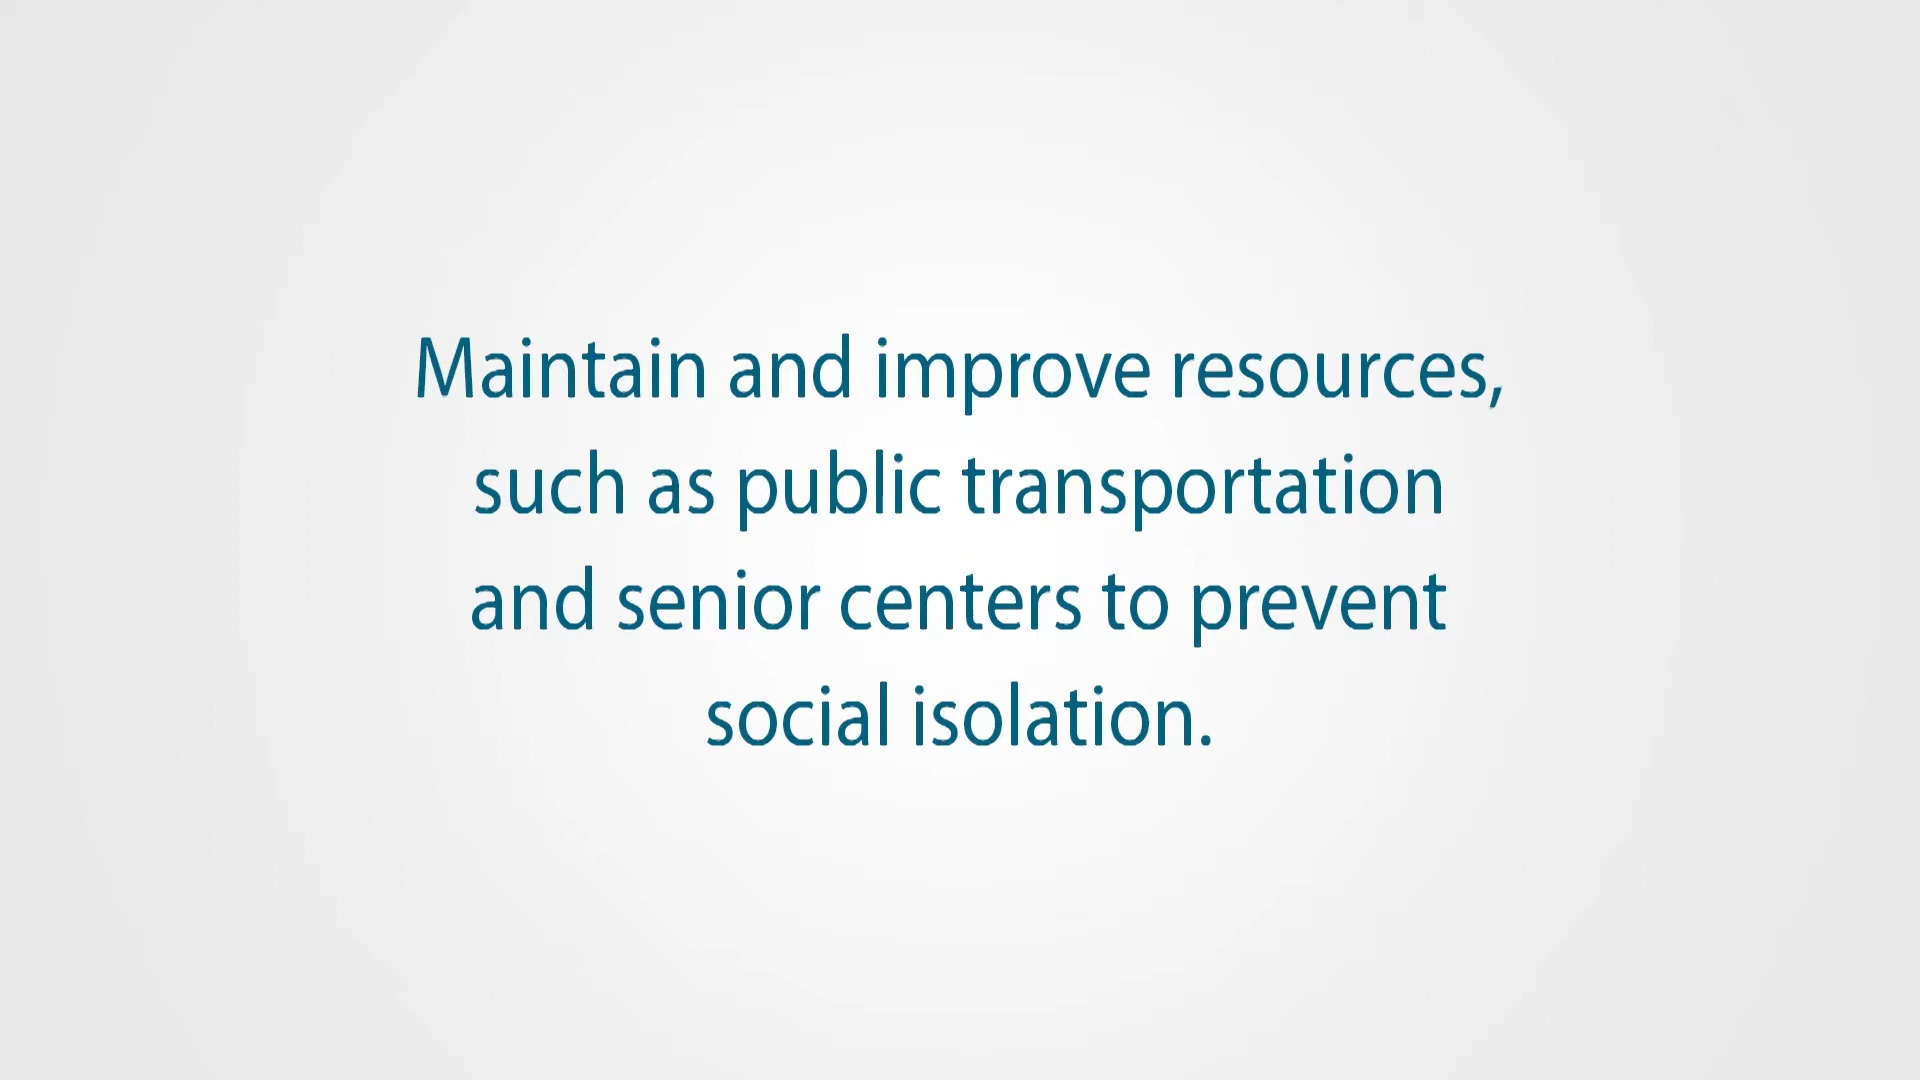 Maintain and improve resources,
such as public transportation
and senior centers to prevent
social isolation.